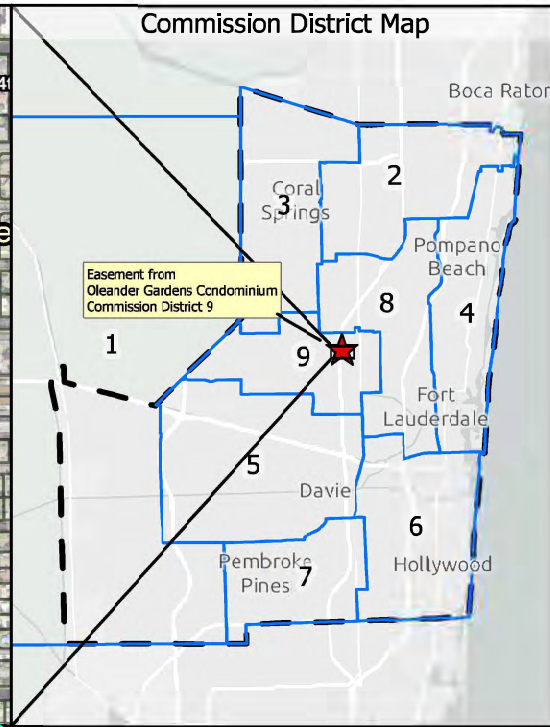 Commission District Map
Boca Raton
2
Coral
Springs
3
Pompano
Beach
Easement from
Oleander Gardens Condominium
Commission District 9
8
4
1
9
Fort
Lauderdale
5
Davie
6
Pembroke
Pines
7
Hollywood